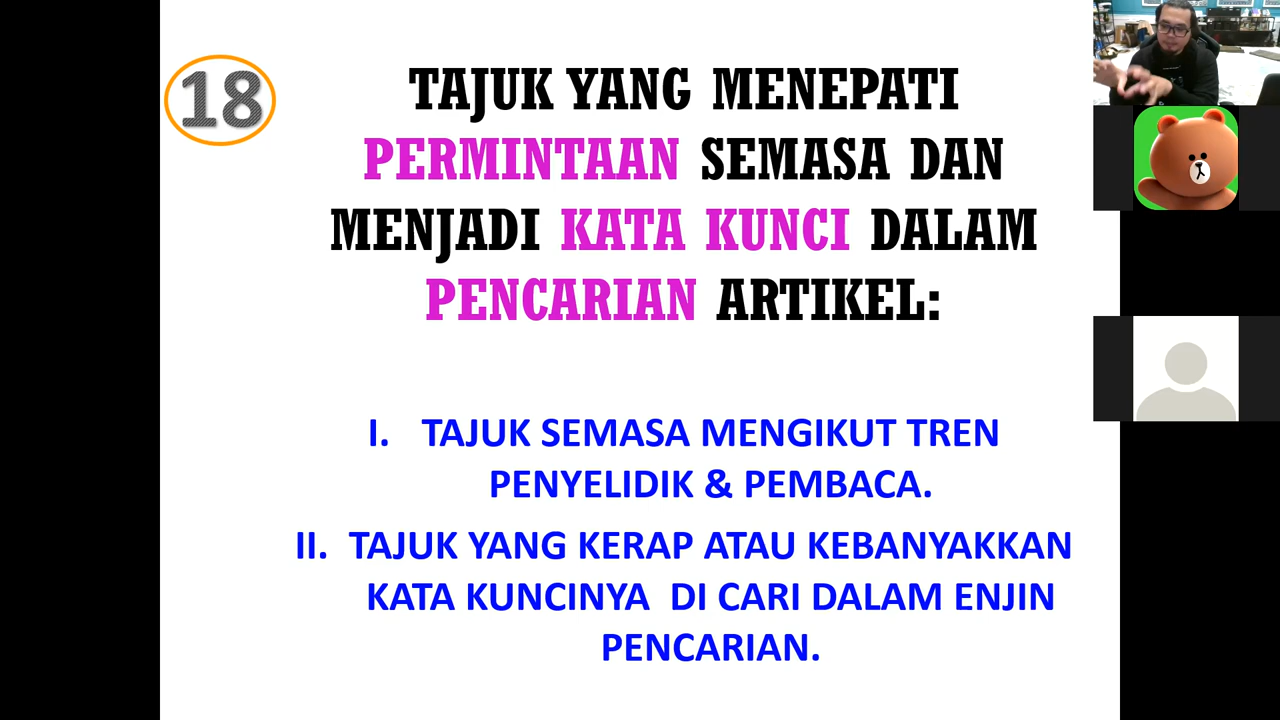 18
TAJUK YANG MENEPATI
PERMINTAAN SEMASA DAN
MENJADI KATA KUNCI DALAM
PENCARIAN ARTIKEL:
I. TAJUK SEMASA MENGIKUT TREN
PENYELIDIK & PEMBACA.
II. TAJUK YANG KERAP ATAU KEBANYAKKAN
KATA KUNCINYA DI CARI DALAM ENJIN
PENCARIAN.